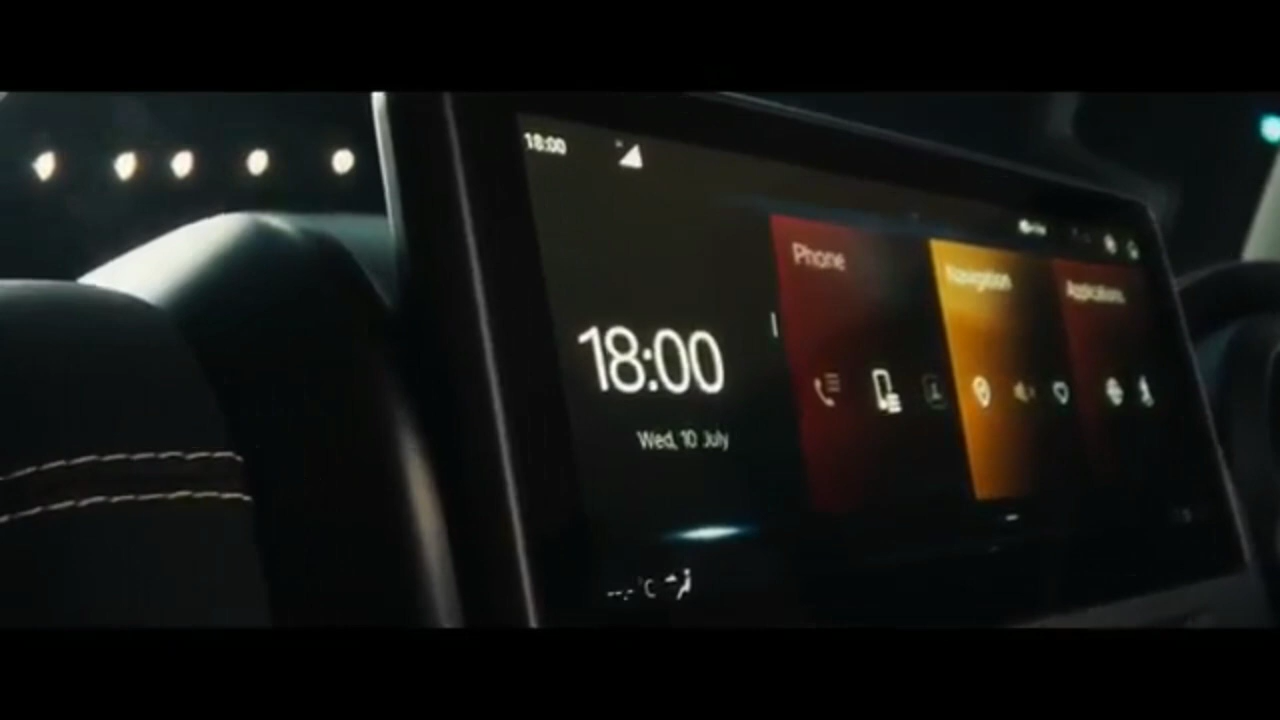 18:00
Phone
Navigation
Applications
18:00
Wed, 10 July
--.- °C